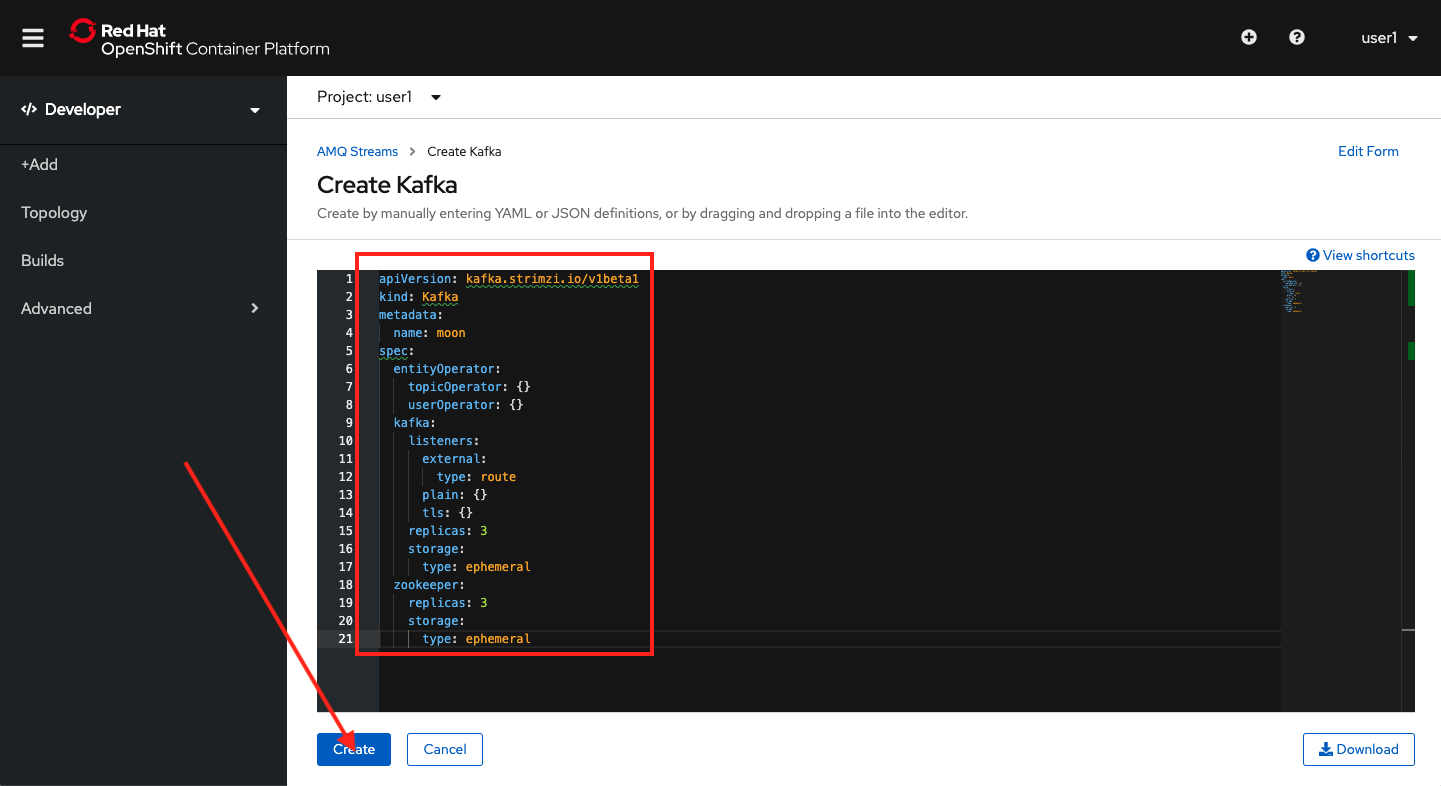 Red Hat
OpenShift Container Platform
user1
Developer
+Add
Topology
Builds
Advanced
Project: user1
AMQ Streams > Create Kafka
Edit Form
Create Kafka
Create by manually entering YAML or JSON definitions, or by dragging and dropping a file into the editor.
View shortcuts
1 apiVersion: kafka.strimzi.io/v1beta1
2 kind: Kafka
3 metadata:
4   name: moon
5 spec:
6   entityOperator:
7     topicOperator: {}
8     userOperator: {}
9   kafka:
10     listeners:
11       external:
12         type: route
13       plain: {}
14       tls: {}
15     replicas: 3
16     storage:
17       type: ephemeral
18   zookeeper:
19     replicas: 3
20     storage:
21       type: ephemeral
Create
Cancel
Download